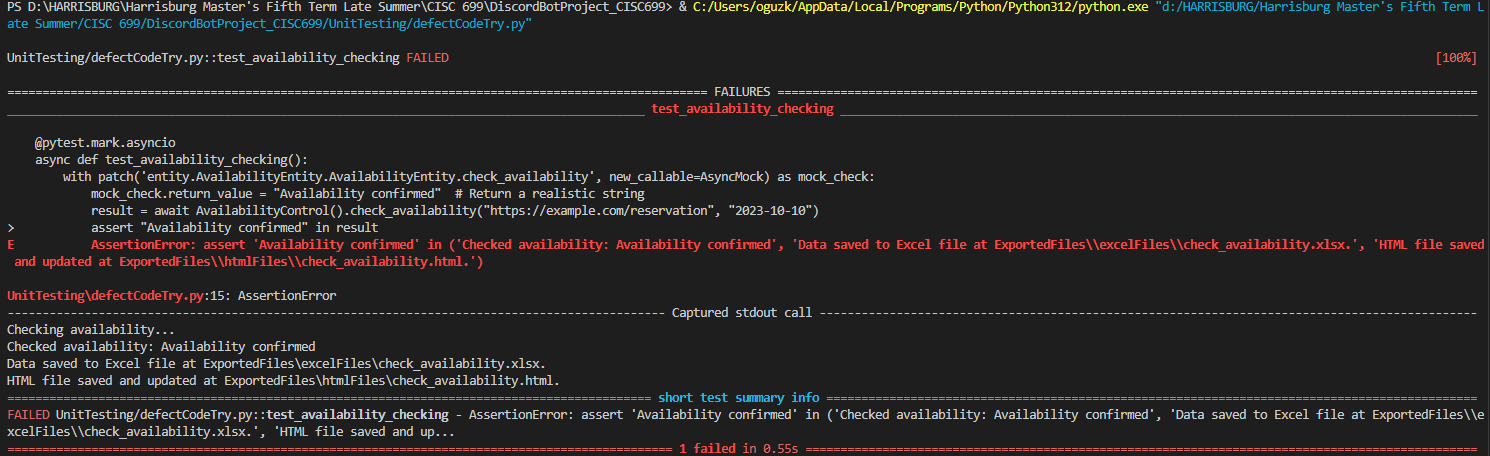 PS D:\HARRISBURG\Harrisburg Master's Fifth Term Late Summer\CISC 699\DiscordBotProject_CISC699> & C:/Users/oguzk/AppData/Local/Programs/Python/Python312/python.exe "d:/HARRISBURG/Harrisburg Master's Fifth Term L
ate Summer/CISC 699/DiscordBotProject_CISC699/UnitTesting/defectCodeTry.py"
UnitTesting/defectCodeTry.py::test_availability_checking FAILED [100%]
======================================================================================================= FAILURES =======================================================================================================
______________________________________________________________________________________________ test_availability_checking ______________________________________________________________________________________________
@pytest.mark.asyncio
async def test_availability_checking():
with patch('entity.AvailabilityEntity.AvailabilityEntity.check_availability', new_callable=AsyncMock) as mock_check:
mock_check.return_value = "Availability confirmed"  # Return a realistic string
result = await AvailabilityControl().check_availability("https://example.com/reservation", "2023-10-10")
> assert "Availability confirmed" in result
E AssertionError: assert 'Availability confirmed' in ('Checked availability: Availability confirmed', 'Data saved to Excel file at ExportedFiles\\excelFiles\\check_availability.xlsx.', 'HTML file saved
and updated at ExportedFiles\\htmlFiles\\check_availability.html.')
UnitTesting\defectCodeTry.py:15: AssertionError
------------------------------------------------------------------------------------------------- Captured stdout call -------------------------------------------------------------------------------------------------
Checking availability...
Checked availability: Availability confirmed
Data saved to Excel file at ExportedFiles\excelFiles\check_availability.xlsx.
HTML file saved and updated at ExportedFiles\htmlFiles\check_availability.html.
=============================================================================================== short test summary info ================================================================================================
FAILED UnitTesting/defectCodeTry.py::test_availability_checking - AssertionError: assert 'Availability confirmed' in ('Checked availability: Availability confirmed', 'Data saved to Excel file at ExportedFiles\\e
xcelFiles\\check_availability.xlsx.', 'HTML file saved and up...
================================================================================================== 1 failed in 0.55s ===================================================================================================